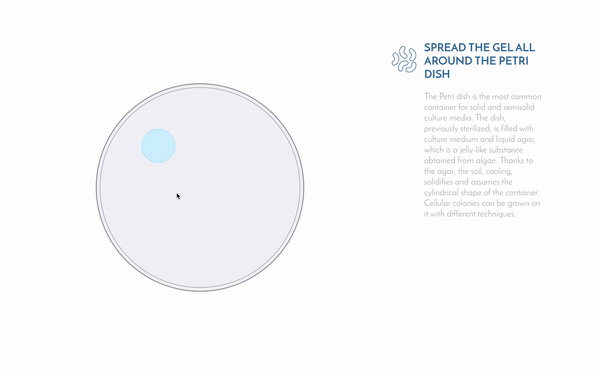 SPREAD THE GEL ALL
AROUND THE PETRI
DISH
The Petri dish is the most common
container for solid and semisolid
culture media. The dish,
previously sterilized, is filled with
culture medium and liquid agar,
which is a jelly-like substance
obtained from algae. Thanks to
the agar, the soil, cooling,
solidifies and assumes the
cylindrical shape of the container.
Cellular colonies can be grown on
it with different techniques.